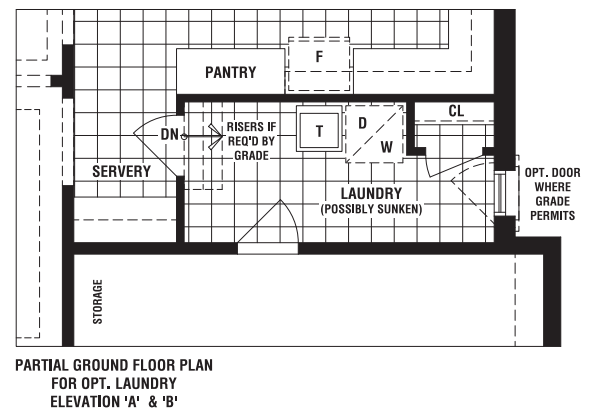 F
PANTRY
DN
RISERS IF
REQ'D BY
GRADE
T
D
W
CL
SERVERY
LAUNDRY
(POSSIBLY SUNKEN)
OPT. DOOR
WHERE
GRADE
PERMITS
STORAGE
PARTIAL GROUND FLOOR PLAN
FOR OPT. LAUNDRY
ELEVATION 'A' & 'B'